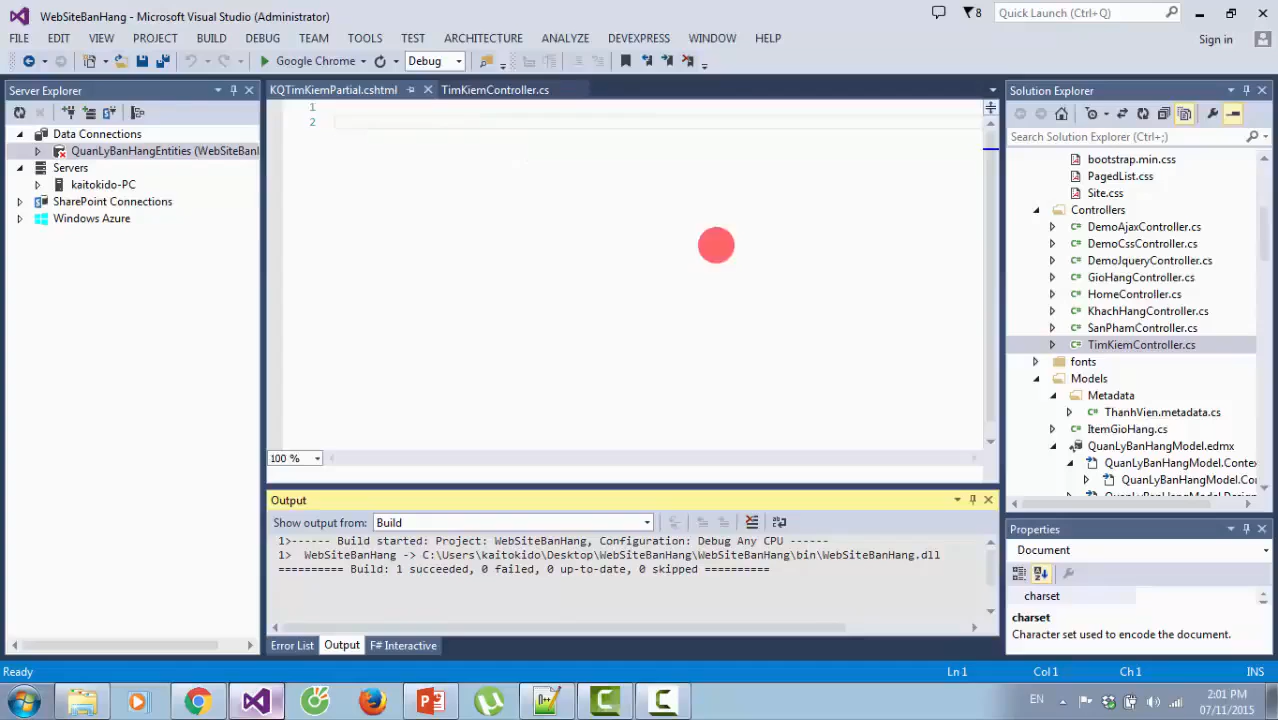 WebSiteBanHang - Microsoft Visual Studio (Administrator)
8
Quick Launch (Ctrl+Q)
FILE EDIT VIEW PROJECT BUILD DEBUG TEAM TOOLS TEST ARCHITECTURE ANALYZE DEVEXPRESS WINDOW HELP
Sign in
Google Chrome
Debug
Server Explorer
Data Connections
QuanLyBanHangEntities (WebSiteBanl
Servers
kaitokido-PC
SharePoint Connections
Windows Azure
KQTimKiemPartial.cshtml
TimKiemController.cs
1
2
100 %
Output
Show output from: Build
1>------ Build started: Project: WebSiteBanHang, Configuration: Debug Any CPU ------
1> WebSiteBanHang -> C:\Users\kaitokido\Desktop\WebSiteBanHang\WebSiteBanHang\bin\WebSiteBanHang.dll
========== Build: 1 succeeded, 0 failed, 0 up-to-date, 0 skipped ==========
Error List
Output
F# Interactive
Solution Explorer
Search Solution Explorer (Ctrl+;)
bootstrap.min.css
PagedList.css
Site.css
Controllers
DemoAjaxController.cs
DemoCssController.cs
DemoJqueryController.cs
GioHangController.cs
HomeController.cs
KhachHangController.cs
SanPhamController.cs
TimKiemController.cs
fonts
Models
Metadata
ThanhVien.metadata.cs
ItemGioHang.cs
QuanLyBanHangModel.edmx
QuanLyBanHangModel.Contex
QuanLyBanHangModel.Co
Properties
Document
charset
charset
Character set used to encode the document.
Ready
Ln 1
Col 1
Ch 1
INS
EN
2:01 PM
07/11/2015